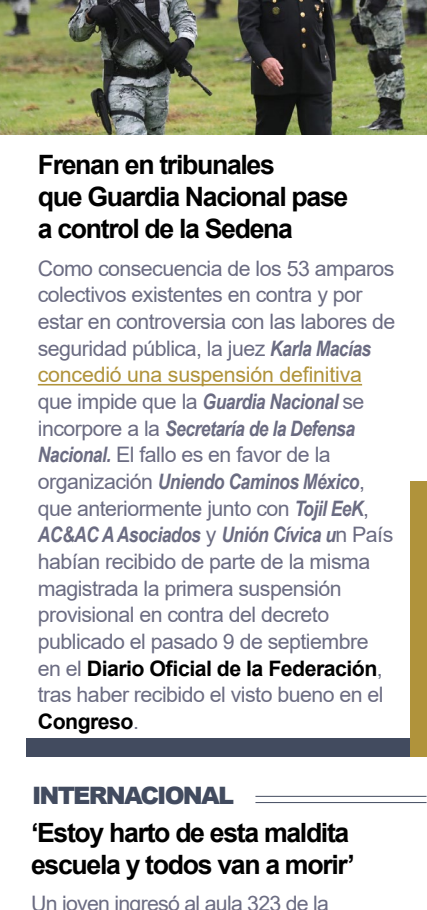 Frenan en tribunales
que Guardia Nacional pase
a control de la Sedena
Como consecuencia de los 53 amparos
colectivos existentes en contra y por
estar en controversia con las labores de
seguridad pública, la juez Karla Macías
concedió una suspensión definitiva
que impide que la Guardia Nacional se
incorpore a la Secretaría de la Defensa
Nacional. El fallo es en favor de la
organización Uniendo Caminos México,
que anteriormente junto con Tojil EeK,
AC&AC A Asociados y Unión Cívica un País
habían recibido de parte de la misma
magistrada la primera suspensión
provisional en contra del decreto
publicado el pasado 9 de septiembre
en el Diario Oficial de la Federación,
tras haber recibido el visto bueno en el
Congreso.
INTERNACIONAL
‘Estoy harto de esta maldita
escuela y todos van a morir’
Un joven ingresó al aula 323 de la